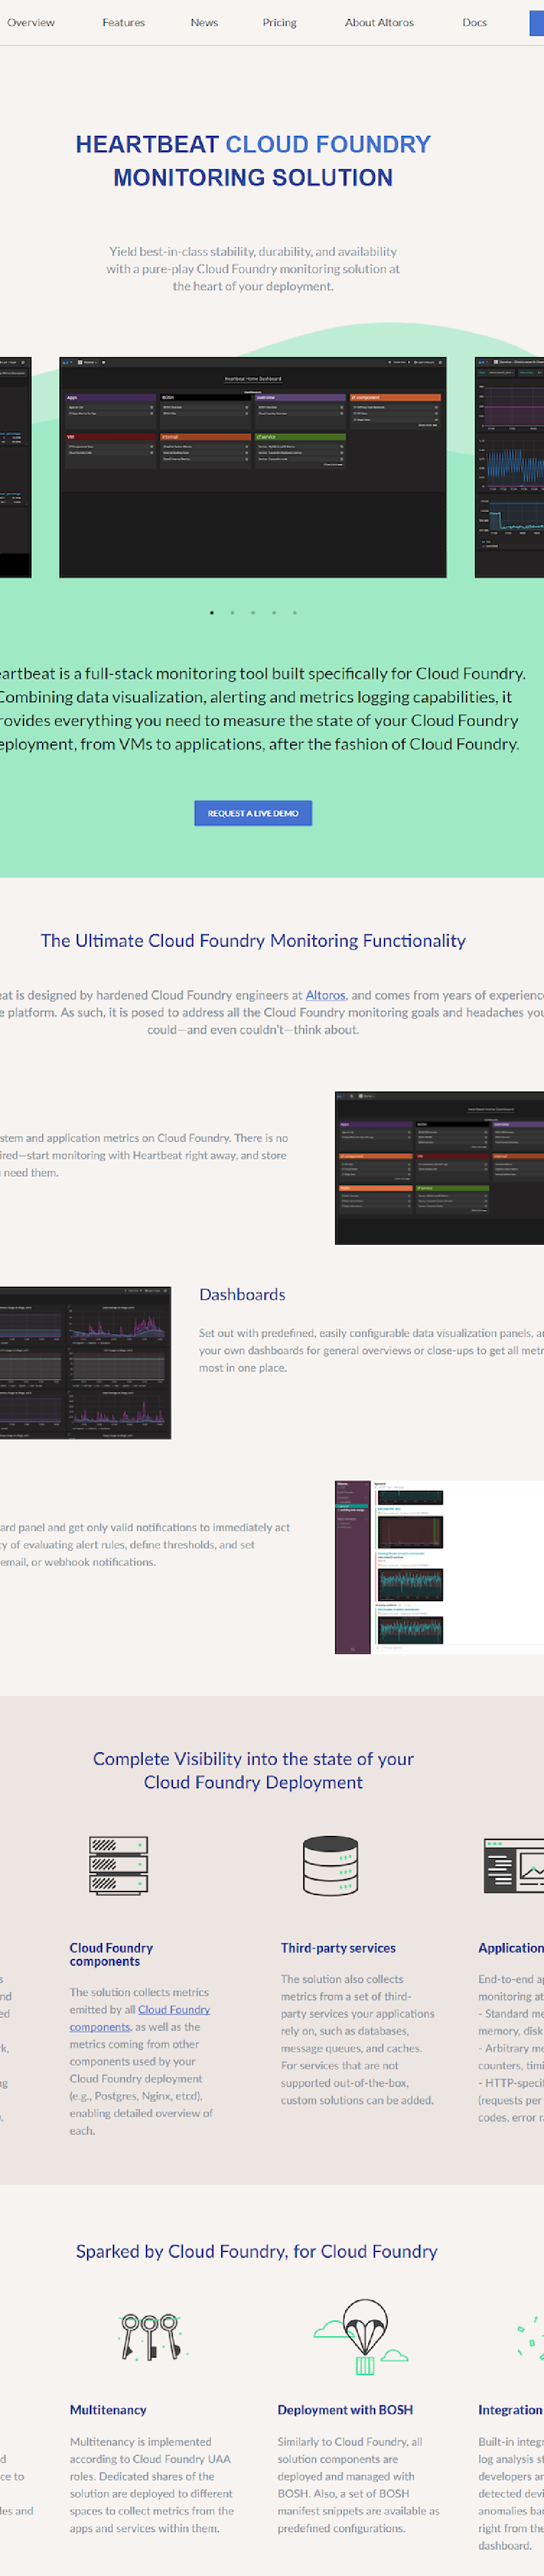 Overview Features News Pricing About Altoros Docs
HEARTBEAT CLOUD FOUNDRY
MONITORING SOLUTION
Yield best-in-class stability, durability, and availability
with a pure-play Cloud Foundry monitoring solution at
the heart of your deployment.
Heartbeat Home Dashboard
Apps BOSH overview cf component
VM internal cf service
eartbeat is a full-stack monitoring tool built specifically for Cloud Foundry.
Combining data visualization, alerting and metrics logging capabilities, it
rovides everything you need to measure the state of your Cloud Foundry
eployment, from VMs to applications, after the fashion of Cloud Foundry.
REQUEST A LIVE DEMO
The Ultimate Cloud Foundry Monitoring Functionality
eat is designed by hardened Cloud Foundry engineers at Altoros, and comes from years of experience
e platform. As such, it is posed to address all the Cloud Foundry monitoring goals and headaches you
could—and even couldn't—think about.
stem and application metrics on Cloud Foundry. There is no
ired—start monitoring with Heartbeat right away, and store
need them.
Dashboards
Set out with predefined, easily configurable data visualization panels, an
your own dashboards for general overviews or close-ups to get all metr
most in one place.
ard panel and get only valid notifications to immediately act
ty of evaluating alert rules, define thresholds, and set
email, or webhook notifications.
Complete Visibility into the state of your
Cloud Foundry Deployment
Cloud Foundry
components
The solution collects metrics
emitted by all Cloud Foundry
components, as well as the
metrics coming from other
components used by your
Cloud Foundry deployment
(e.g., Postgres, Nginx, etcd),
enabling detailed overview of
each.
Third-party services
The solution also collects
metrics from a set of third-
party services your applications
rely on, such as databases,
message queues, and caches.
For services that are not
supported out-of-the-box,
custom solutions can be added.
Application
End-to-end ap
monitoring at
- Standard me
memory, disk
- Arbitrary me
counters, timi
- HTTP-specif
(requests per
codes, error ra
Sparked by Cloud Foundry, for Cloud Foundry
Multitenancy
Multitenancy is implemented
according to Cloud Foundry UAA
roles. Dedicated shares of the
solution are deployed to different
spaces to collect metrics from the
apps and services within them.
Deployment with BOSH
Similarly to Cloud Foundry, all
solution components are
deployed and managed with
BOSH. Also, a set of BOSH
manifest snippets are available as
predefined configurations.
Integration
Built-in integr
log analysis st
developers an
detected devi
anomalies bac
right from the
dashboard.